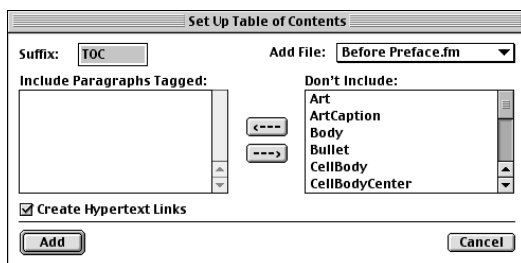 Set Up Table of Contents
Suffix: TOC Add File: Before Preface.fm
Include Paragraphs Tagged: Don't Include:
Art
ArtCaption
Body
Bullet
CellBody
CellBodyCenter
<---
--->
Create Hypertext Links
Add Cancel